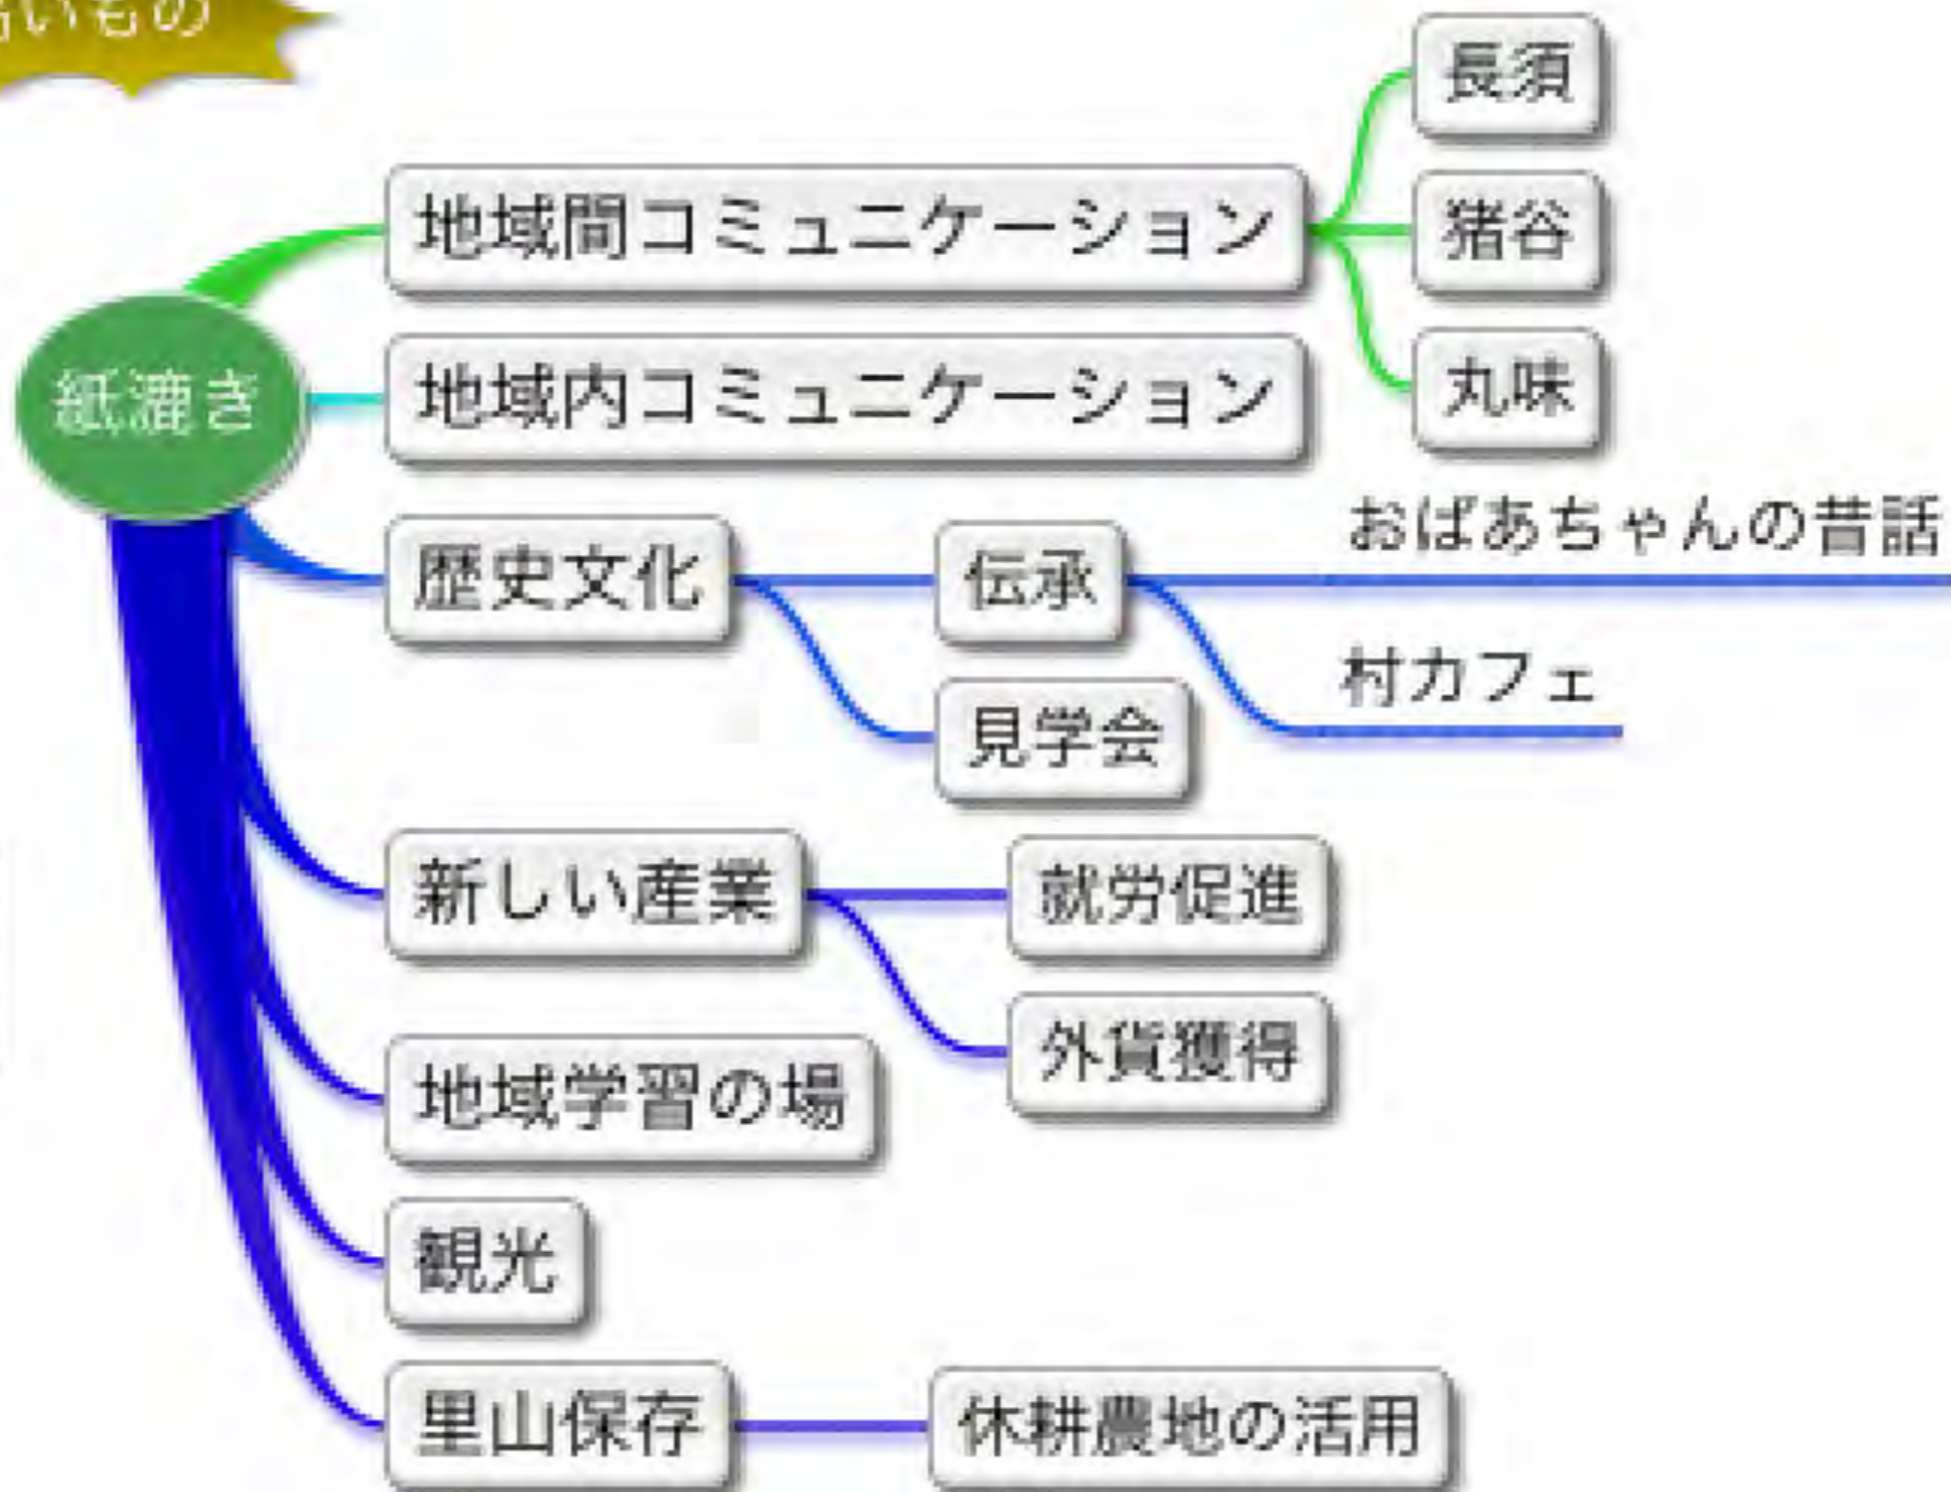 いもの
長須
地域間コミュニケーション
猪谷
紙漉き
地域内コミュニケーション
丸味
歴史文化
伝承
おばあちゃんの昔話
村カフェ
見学会
新しい産業
就労促進
外貨獲得
地域学習の場
観光
里山保存
休耕農地の活用